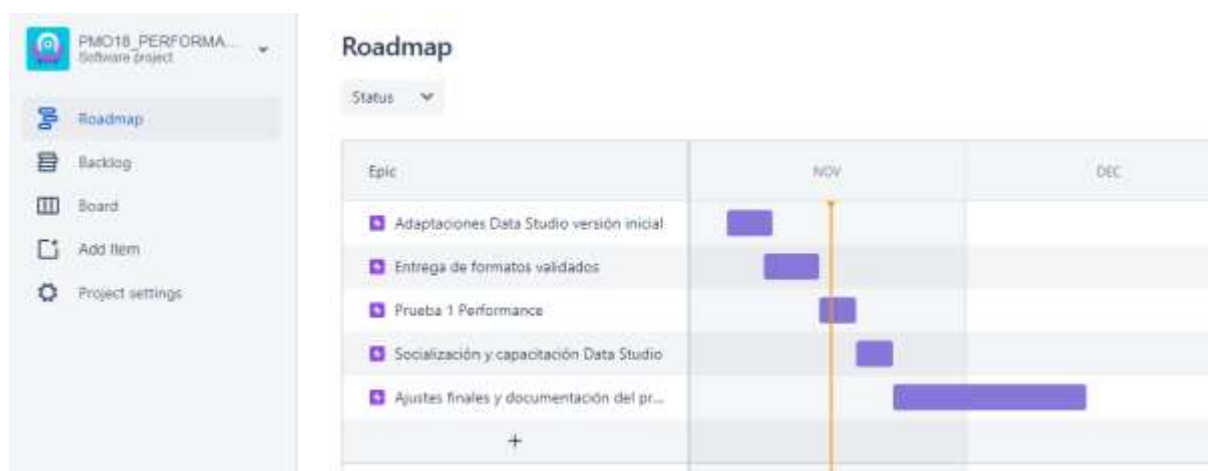 PMO18_PERFORMA...
Software project
Roadmap
Backlog
Board
Add Item
Project settings
Roadmap
Status
Epic
NOV
DEC
Adaptaciones Data Studio versión inicial
Entrega de formatos validados
Prueba 1 Performance
Socialización y capacitación Data Studio
Ajustes finales y documentación del pr...
+